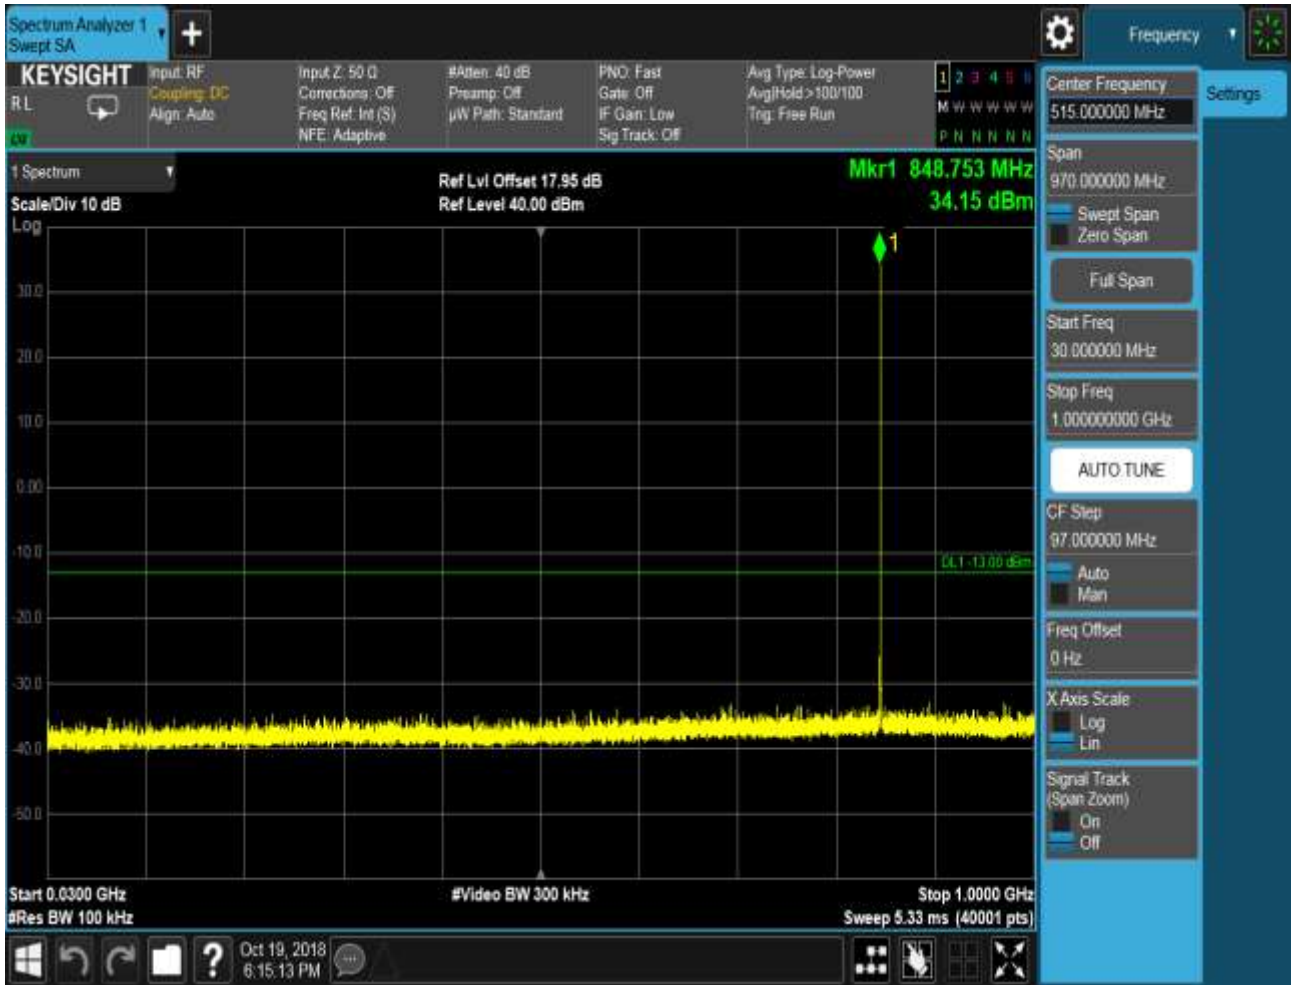 Spectrum Analyzer 1
Swept SA
Frequency
KEYSIGHT
RL
Input: RF
Coupling: DC
Align: Auto
Input Z: 50 Ω
Corrections: Off
Freq Ref: Int (S)
NFE: Adaptive
#Atten: 40 dB
Preamp: Off
µW Path: Standard
PNO: Fast
Gate: Off
IF Gain: Low
Sig Track: Off
Avg Type: Log-Power
Avg|Hold:>100/100
Trig: Free Run
1 2 3 4 5 6
M W W W W W
P N N N N N
1 Spectrum
Scale/Div 10 dB
Log
Ref Lvl Offset 17.95 dB
Ref Level 40.00 dBm
Mkr1 848.753 MHz
34.15 dBm
1
30.0
20.0
10.0
0.00
-10.0
DL1 -13.00 dBm
-20.0
-30.0
-40.0
-50.0
Start 0.0300 GHz
#Res BW 100 kHz
#Video BW 300 kHz
Stop 1.0000 GHz
Sweep 5.33 ms (40001 pts)
Oct 19, 2018
6:15:13 PM
Settings
Center Frequency
515.000000 MHz
Span
970.000000 MHz
Swept Span
Zero Span
Full Span
Start Freq
30.000000 MHz
Stop Freq
1.000000000 GHz
AUTO TUNE
CF Step
97.000000 MHz
Auto
Man
Freq Offset
0 Hz
X Axis Scale
Log
Lin
Signal Track
(Span Zoom)
On
Off